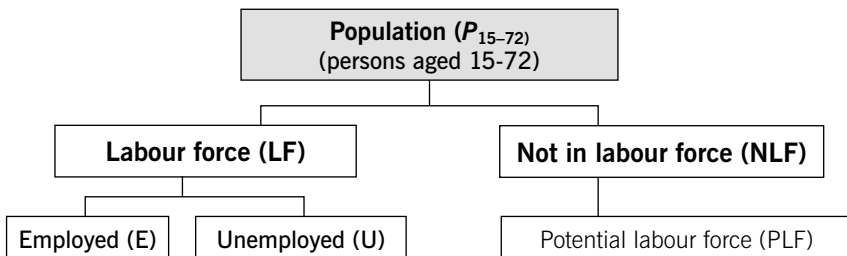 Population (P15–72)
(persons aged 15-72)
Labour force (LF)
Not in labour force (NLF)
Employed (E)
Unemployed (U)
Potential labour force (PLF)